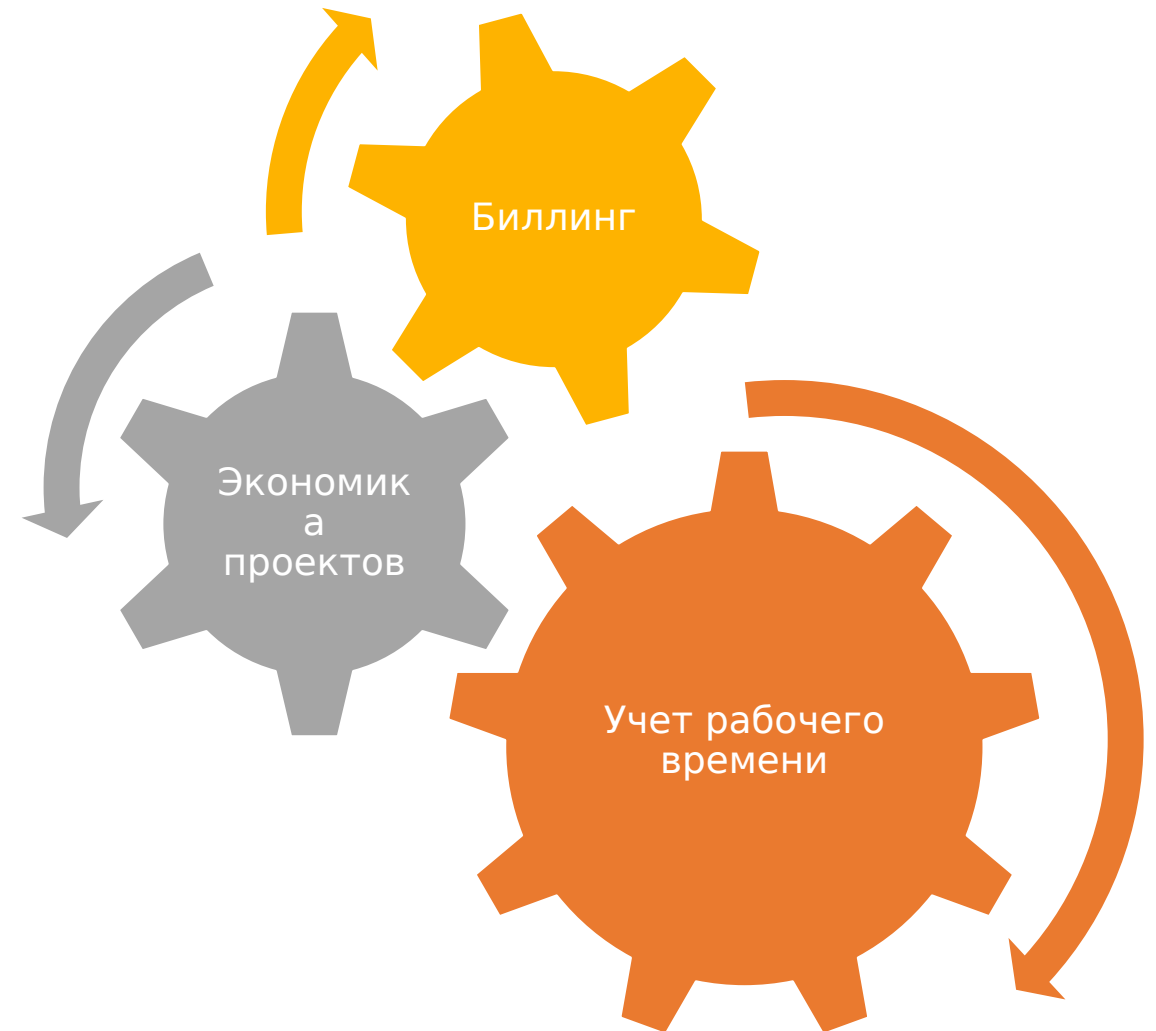 Биллинг
Экономик
а
проектов
Учет рабочего
времени